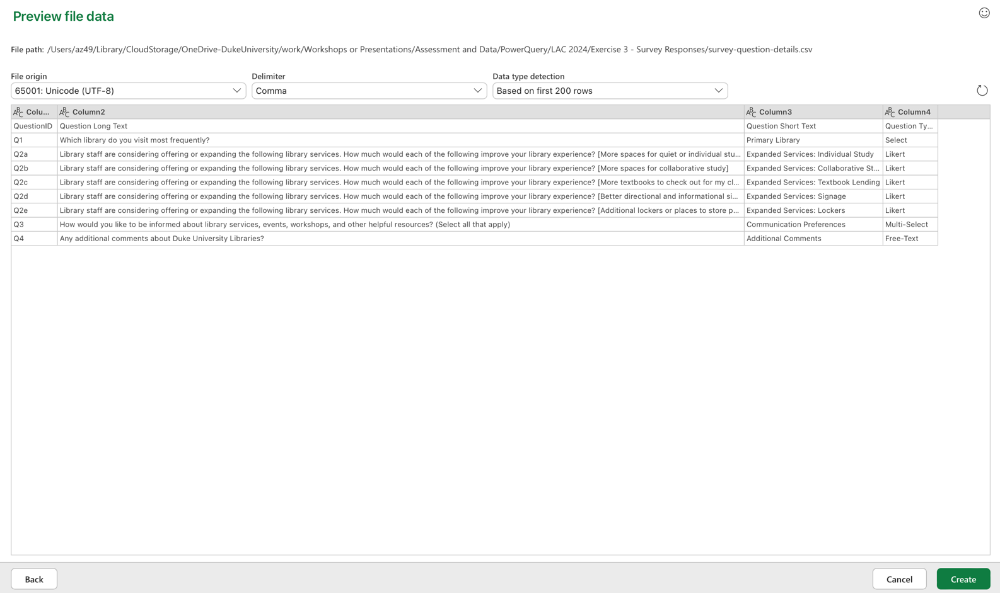 Preview file data
File path: /Users/az49/Library/CloudStorage/OneDrive-DukeUniversity/work/Workshops or Presentations/Assessment and Data/PowerQuery/LAC 2024/Exercise 3 - Survey Responses/survey-question-details.csv
File origin Delimiter Data type detection
65001: Unicode (UTF-8) Comma Based on first 200 rows
ABC Colu... ABC Column2 ABC Column3 ABC Column4
QuestionID Question Long Text Question Short Text Question Ty...
Q1 Which library do you visit most frequently? Primary Library Select
Q2a Library staff are considering offering or expanding the following library services. How much would each of the following improve your library experience? [More spaces for quiet or individual stu... Expanded Services: Individual Study Likert
Q2b Library staff are considering offering or expanding the following library services. How much would each of the following improve your library experience? [More spaces for collaborative study] Expanded Services: Collaborative St... Likert
Q2c Library staff are considering offering or expanding the following library services. How much would each of the following improve your library experience? [More textbooks to check out for my cl... Expanded Services: Textbook Lending Likert
Q2d Library staff are considering offering or expanding the following library services. How much would each of the following improve your library experience? [Better directional and informational si... Expanded Services: Signage Likert
Q2e Library staff are considering offering or expanding the following library services. How much would each of the following improve your library experience? [Additional lockers or places to store p... Expanded Services: Lockers Likert
Q3 How would you like to be informed about library services, events, workshops, and other helpful resources? (Select all that apply) Communication Preferences Multi-Select
Q4 Any additional comments about Duke University Libraries? Additional Comments Free-Text
Back Cancel Create